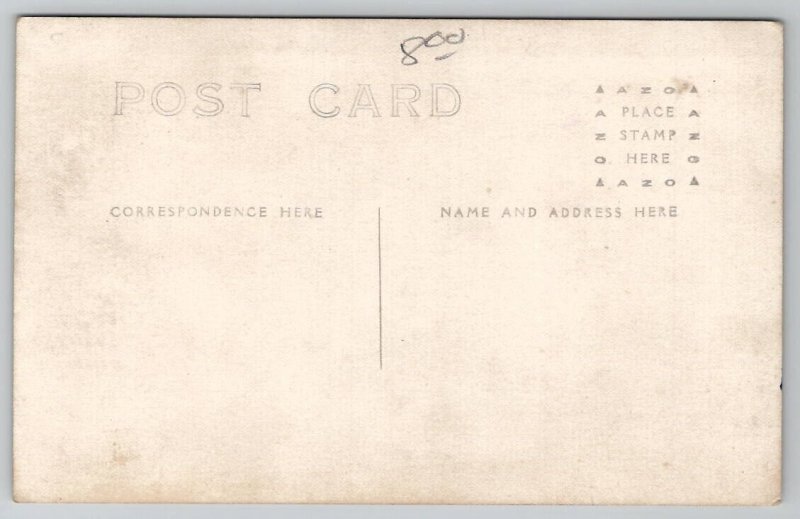 800
POST CARD
▲ AZO ▲
A PLACE A
Z STAMP Z
O HERE O
▲ AZO ▲
CORRESPONDENCE HERE
NAME AND ADDRESS HERE